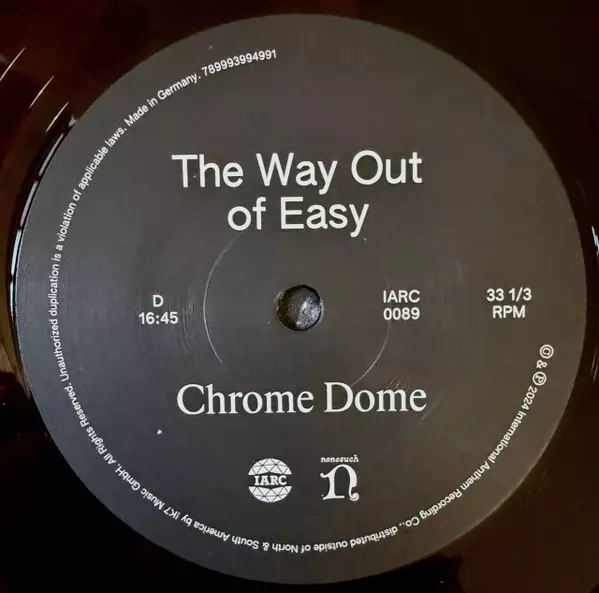 The Way Out
of Easy
D
16:45
IARC
0089
33 1/3
RPM
Chrome Dome
IARC
nonesuch
n
℗ & © 2024 International Anthem Recording Co., distributed outside of North & South America by !K7 Music GmbH. All Rights Reserved. Unauthorized duplication is a violation of applicable laws. Made in Germany. 789993994991